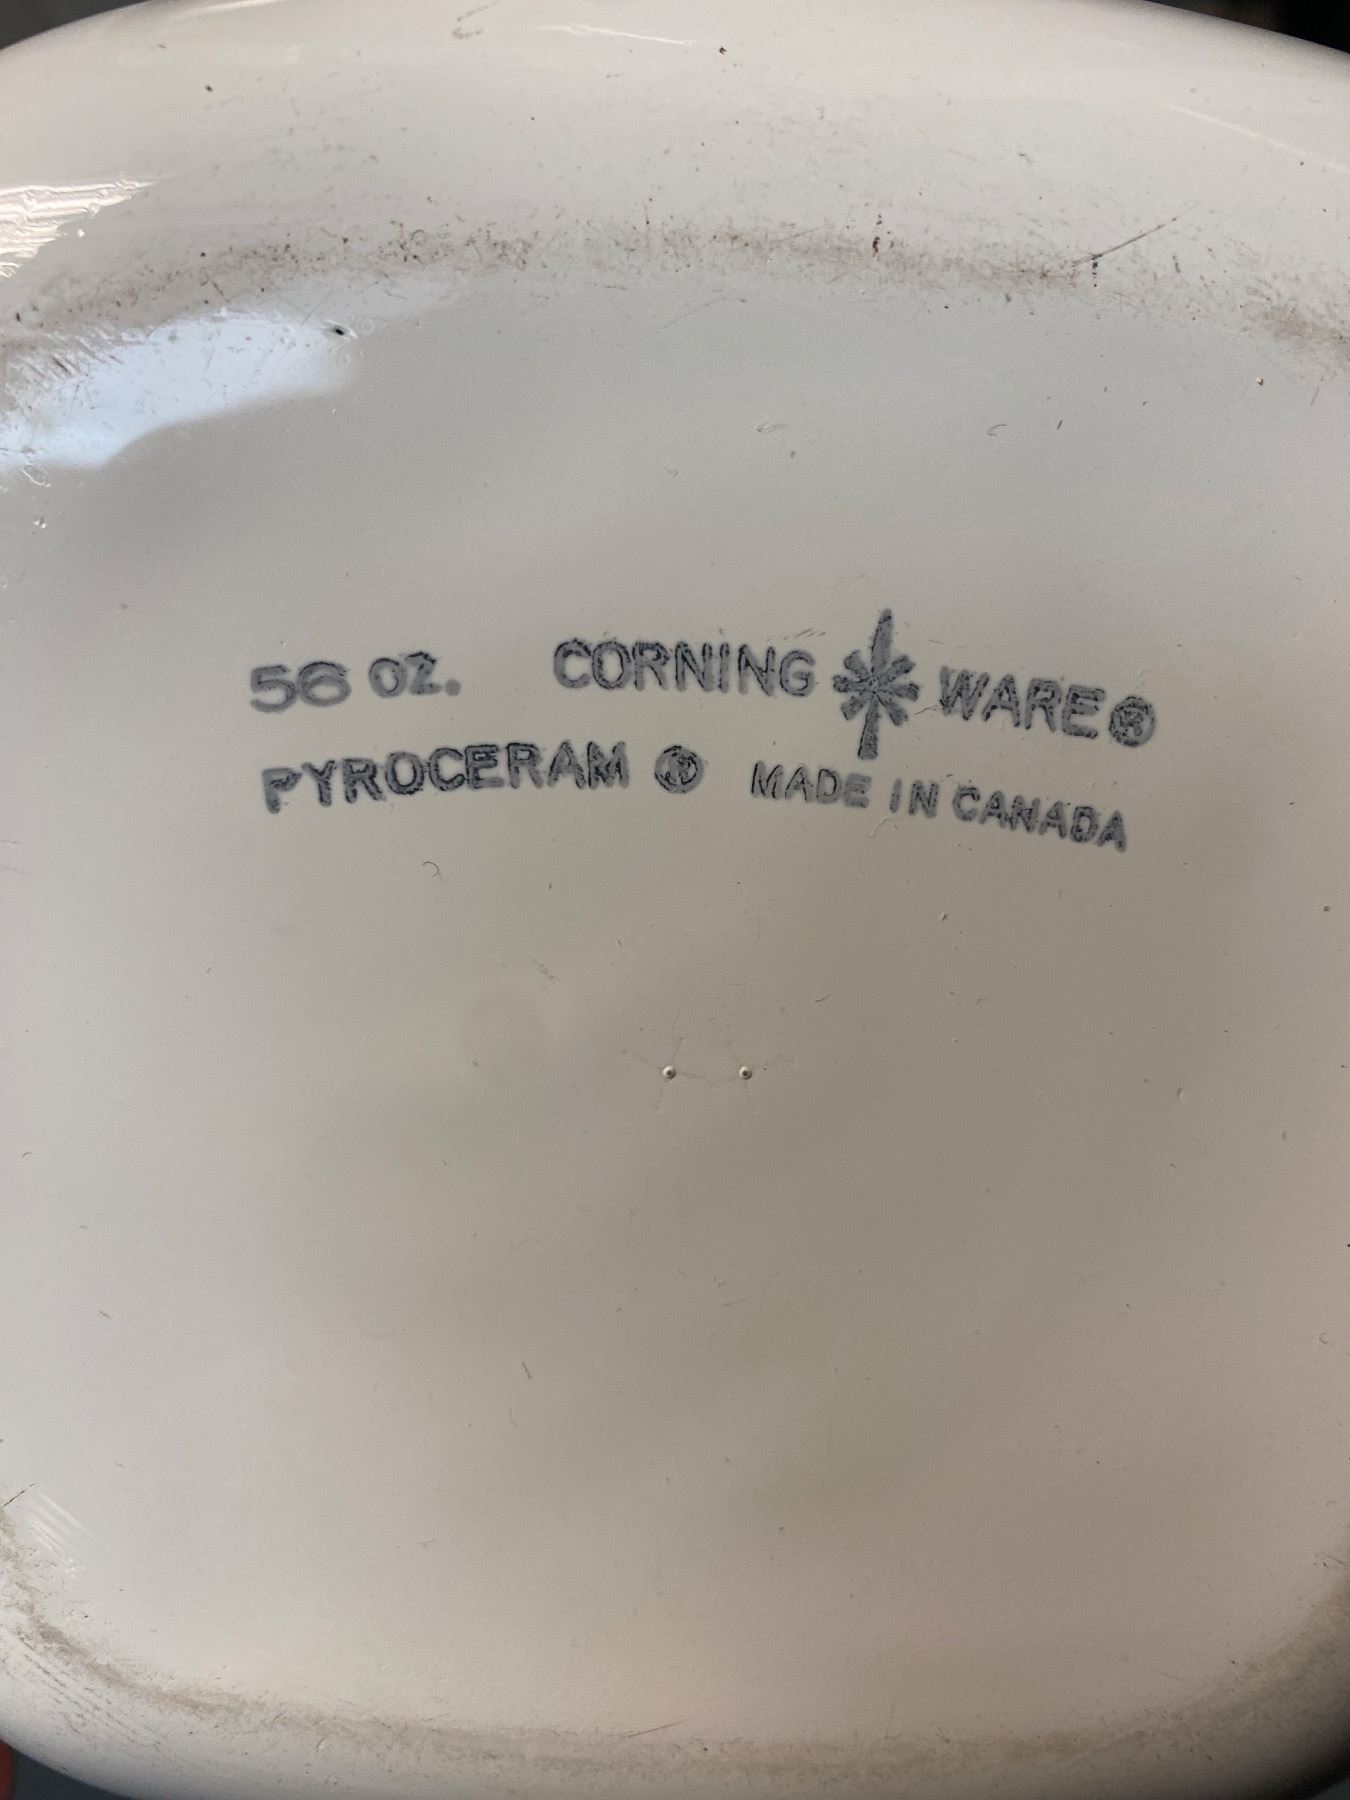 56 oz. CORNING WARE®
PYROCERAM ® MADE IN CANADA